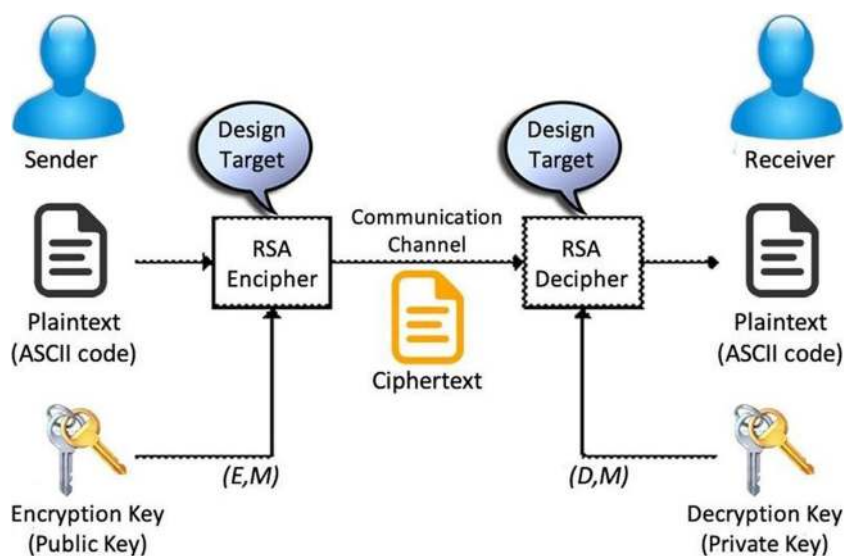 Sender
Design
Target
Design
Target
Receiver
Plaintext
(ASCII code)
RSA
Encipher
Communication
Channel
Ciphertext
RSA
Decipher
Plaintext
(ASCII code)
Encryption Key
(Public Key)
(E,M)
(D,M)
Decryption Key
(Private Key)